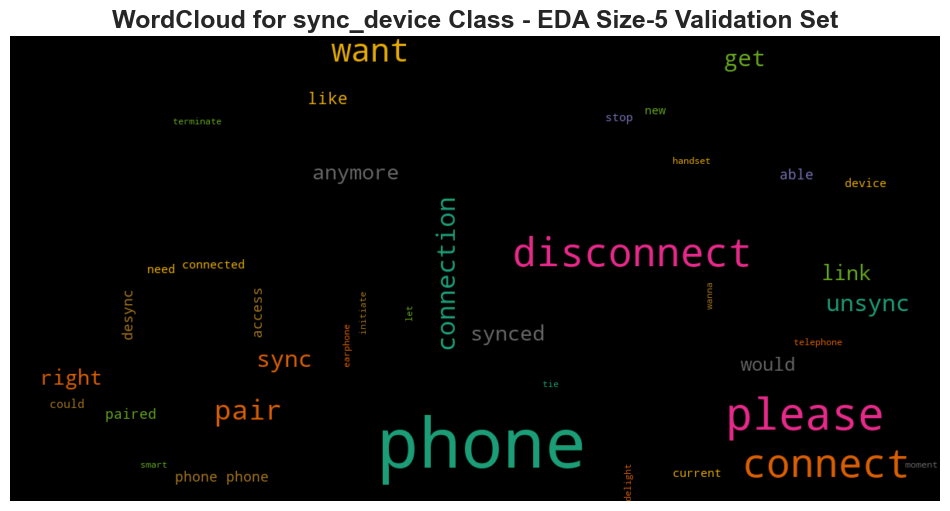 WordCloud for sync_device Class - EDA Size-5 Validation Set
want
get
like
terminate
stop
new
anymore
handset
able
device
connection
disconnect
need
connected
link
desync
access
initiate
let
wanna
unsync
earphone
synced
telephone
sync
would
right
tie
could
paired
pair
please
phone
connect
smart
phone phone
delight
current
moment